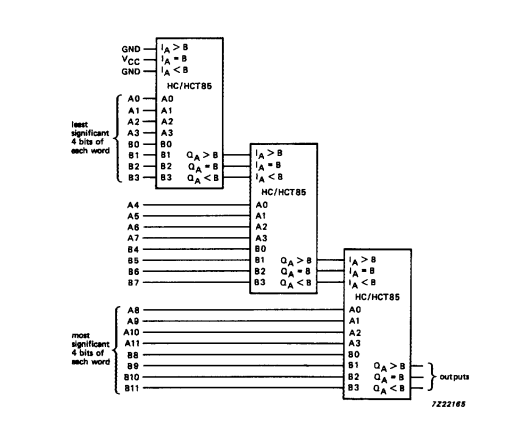 GND I_A > B
V_CC I_A = B
GND I_A < B
HC/HCT85
least
significant
4 bits of
each word
A0 A0
A1 A1
A2 A2
A3 A3
B0 B0
B1 B1 Q_A > B
B2 B2 Q_A = B
B3 B3 Q_A < B
I_A > B
I_A = B
I_A < B
HC/HCT85
A4 A0
A5 A1
A6 A2
A7 A3
B4 B0
B5 B1 Q_A > B
B6 B2 Q_A = B
B7 B3 Q_A < B
I_A > B
I_A = B
I_A < B
HC/HCT85
most
significant
4 bits of
each word
A8 A0
A9 A1
A10 A2
A11 A3
B8 B0
B9 B1 Q_A > B
B10 B2 Q_A = B
B11 B3 Q_A < B
outputs
7Z22165